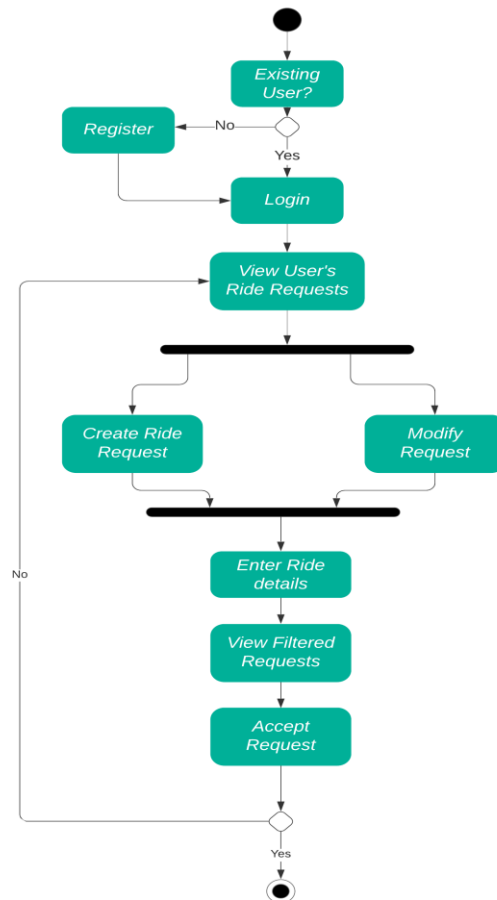 Existing
User?
Register
No
Yes
Login
View User's
Ride Requests
Create Ride
Request
Modify
Request
No
Enter Ride
details
View Filtered
Requests
Accept
Request
Yes